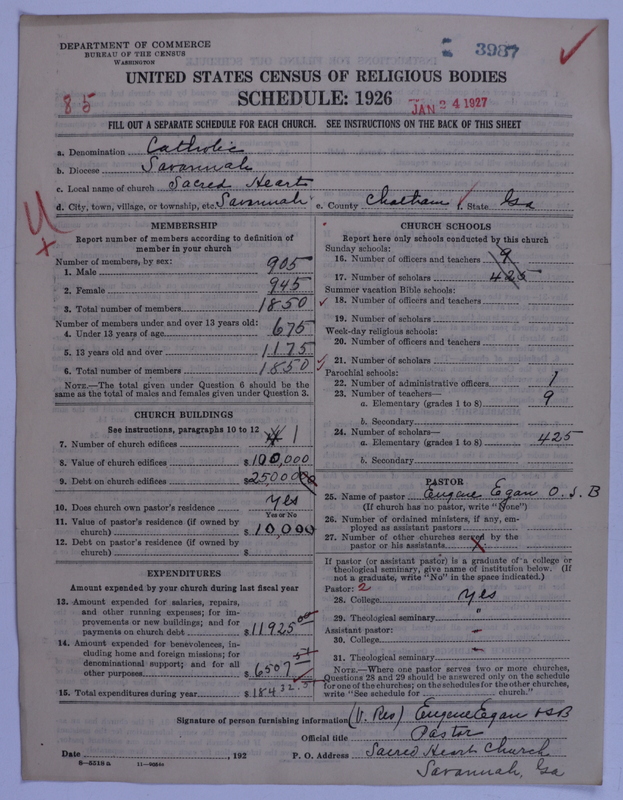 DEPARTMENT OF COMMERCE
BUREAU OF THE CENSUS
WASHINGTON
3987
UNITED STATES CENSUS OF RELIGIOUS BODIES
85
SCHEDULE: 1926
JAN 24 1927
FILL OUT A SEPARATE SCHEDULE FOR EACH CHURCH. SEE INSTRUCTIONS ON THE BACK OF THIS SHEET
a. Denomination Catholic
b. Diocese Savannah
c. Local name of church Sacred Heart
d. City, town, village, or township, etc. Savannah e. County Chatham f. State Ga
MEMBERSHIP
Report number of members according to definition of
member in your church
Number of members, by sex:
1. Male 905
2. Female 945
3. Total number of members 1850
Number of members under and over 13 years old:
4. Under 13 years of age 675
5. 13 years old and over 1175
6. Total number of members 1850
NOTE.—The total given under Question 6 should be the
same as the total of males and females given under Question 3.
CHURCH BUILDINGS
See instructions, paragraphs 10 to 12
7. Number of church edifices 1
8. Value of church edifices $100,000
9. Debt on church edifices $250000
10. Does church own pastor's residence yes
Yes or No
11. Value of pastor's residence (if owned by
church) $10,000
12. Debt on pastor's residence (if owned by
church) $
EXPENDITURES
Amount expended by your church during last fiscal year
13. Amount expended for salaries, repairs,
and other running expenses; for im-
provements or new buildings; and for
payments on church debt $11925.00
14. Amount expended for benevolences, in-
cluding home and foreign missions; for
denominational support; and for all
other purposes $6507
15. Total expenditures during year $18432
CHURCH SCHOOLS
Report here only schools conducted by this church
Sunday schools:
16. Number of officers and teachers 9
17. Number of scholars 425
Summer vacation Bible schools:
18. Number of officers and teachers
19. Number of scholars
Week-day religious schools:
20. Number of officers and teachers
21. Number of scholars
Parochial schools:
22. Number of administrative officers 1
23. Number of teachers—
a. Elementary (grades 1 to 8) 9
b. Secondary
24. Number of scholars—
a. Elementary (grades 1 to 8) 425
b. Secondary
PASTOR
25. Name of pastor Eugene Egan O.S.B
(If church has no pastor, write "None")
26. Number of ordained ministers, if any, em-
ployed as assistant pastors
27. Number of other churches served by the
pastor or his assistants
If pastor (or assistant pastor) is a graduate of a college or
theological seminary, give name of institution below. (If
not a graduate, write "No" in the space indicated.)
Pastor: 2
28. College yes
29. Theological seminary "
Assistant pastor:
30. College
31. Theological seminary
NOTE.—Where one pastor serves two or more churches,
Questions 28 and 29 should be answered only on the schedule
for one of the churches; on the schedules for the other churches,
write "See schedule for church."
Signature of person furnishing information (V. Rev) Eugene Egan OSB
Official title Pastor
Date , 192 P. O. Address Sacred Heart Church
Savannah, Ga